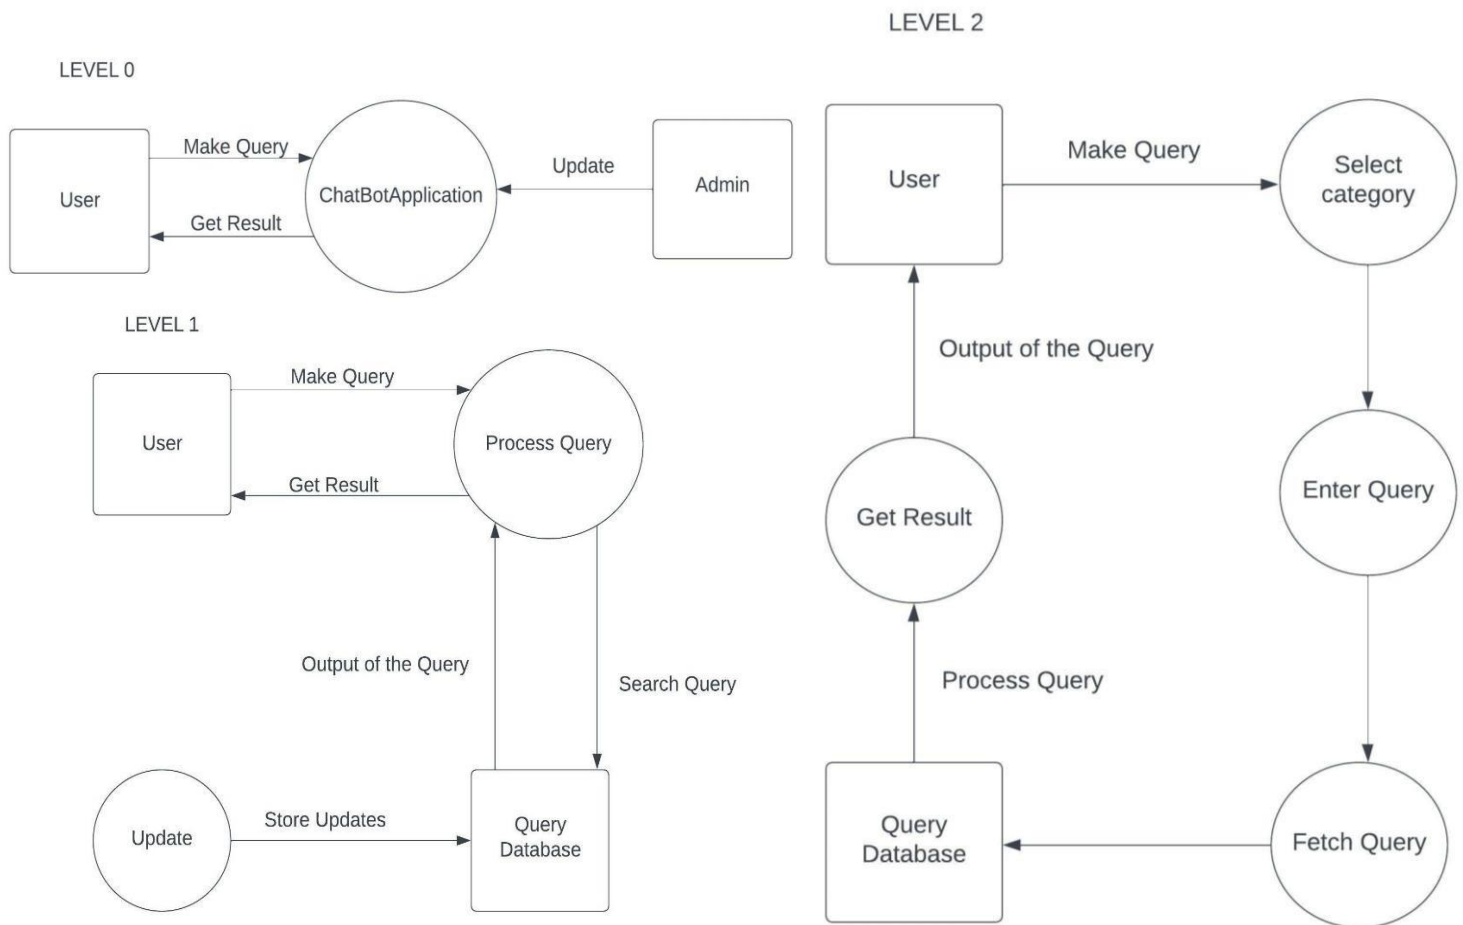 LEVEL 0
User
Make Query
Get Result
ChatBotApplication
Update
Admin
LEVEL 1
User
Make Query
Get Result
Process Query
Output of the Query
Search Query
Update
Store Updates
Query
Database
LEVEL 2
User
Make Query
Select
category
Output of the Query
Enter Query
Get Result
Process Query
Query
Database
Fetch Query